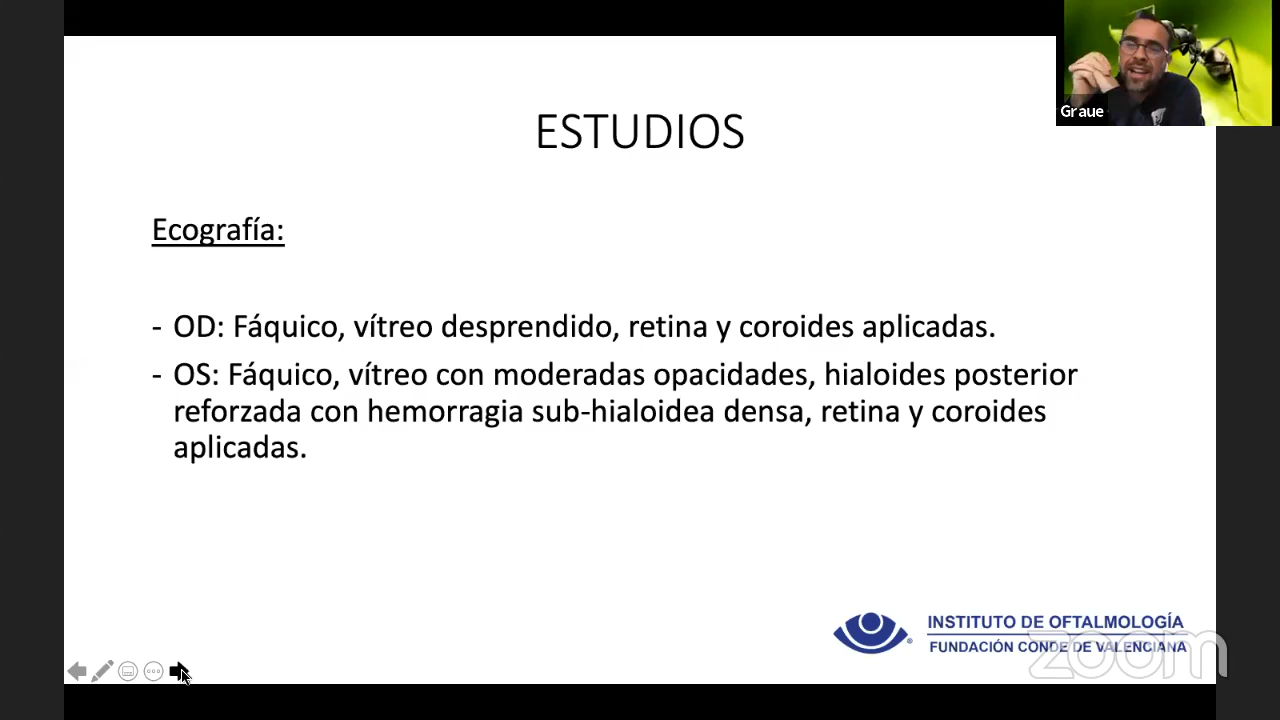 Graue
ESTUDIOS
Ecografía:
- OD: Fáquico, vítreo desprendido, retina y coroides aplicadas.
- OS: Fáquico, vítreo con moderadas opacidades, hialoides posterior
reforzada con hemorragia sub-hialoidea densa, retina y coroides
aplicadas.
INSTITUTO DE OFTALMOLOGÍA
FUNDACIÓN CONDE DE VALENCIANA
zoom